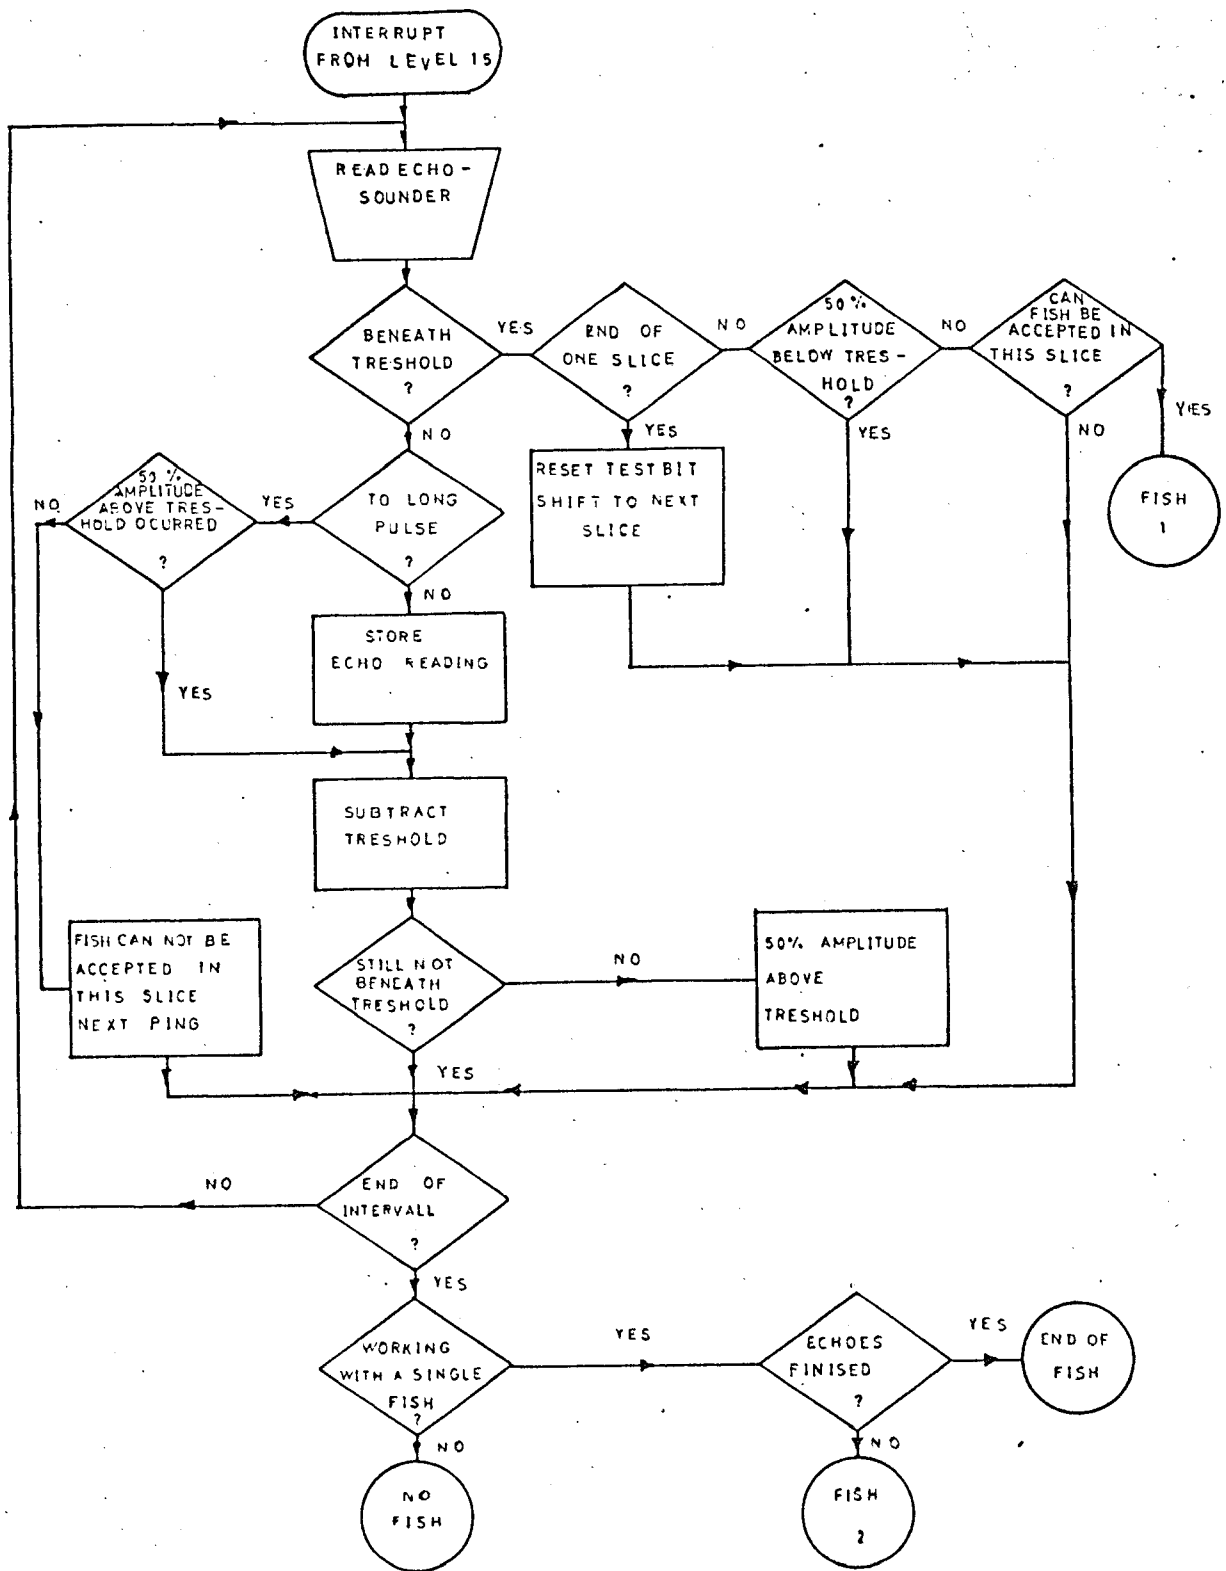 INTERRUPT
FROM LEVEL 15
READ ECHO-
SOUNDER
BENEATH
TRESHOLD
?
YES
END OF
ONE SLICE
?
NO
50 %
AMPLITUDE
BELOW TRES-
HOLD
?
NO
CAN
FISH BE
ACCEPTED IN
THIS SLICE
?
YES
FISH
1
NO
YES
YES
NO
RESET TESTBIT
SHIFT TO NEXT
SLICE
TO LONG
PULSE
?
YES
50 %
AMPLITUDE
ABOVE TRES-
HOLD OCURRED
?
NO
NO
STORE
ECHO READING
YES
SUBTRACT
TRESHOLD
FISH CAN NOT BE
ACCEPTED IN
THIS SLICE
NEXT PING
STILL NOT
BENEATH
TRESHOLD
?
NO
50% AMPLITUDE
ABOVE
TRESHOLD
YES
END OF
INTERVALL
?
NO
YES
WORKING
WITH A SINGLE
FISH
?
YES
ECHOES
FINISED
?
YES
END OF
FISH
NO
NO
NO
FISH
FISH
2